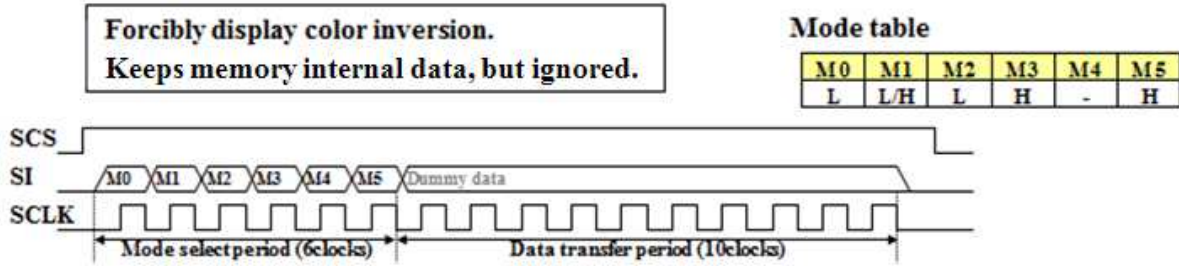 Forcibly display color inversion.
Keeps memory internal data, but ignored.
Mode table
M0 M1 M2 M3 M4 M5
L L/H L H - H
SCS
SI M0 M1 M2 M3 M4 M5 Dummy data
SCLK
Mode select period (6clocks) Data transfer period (10clocks)